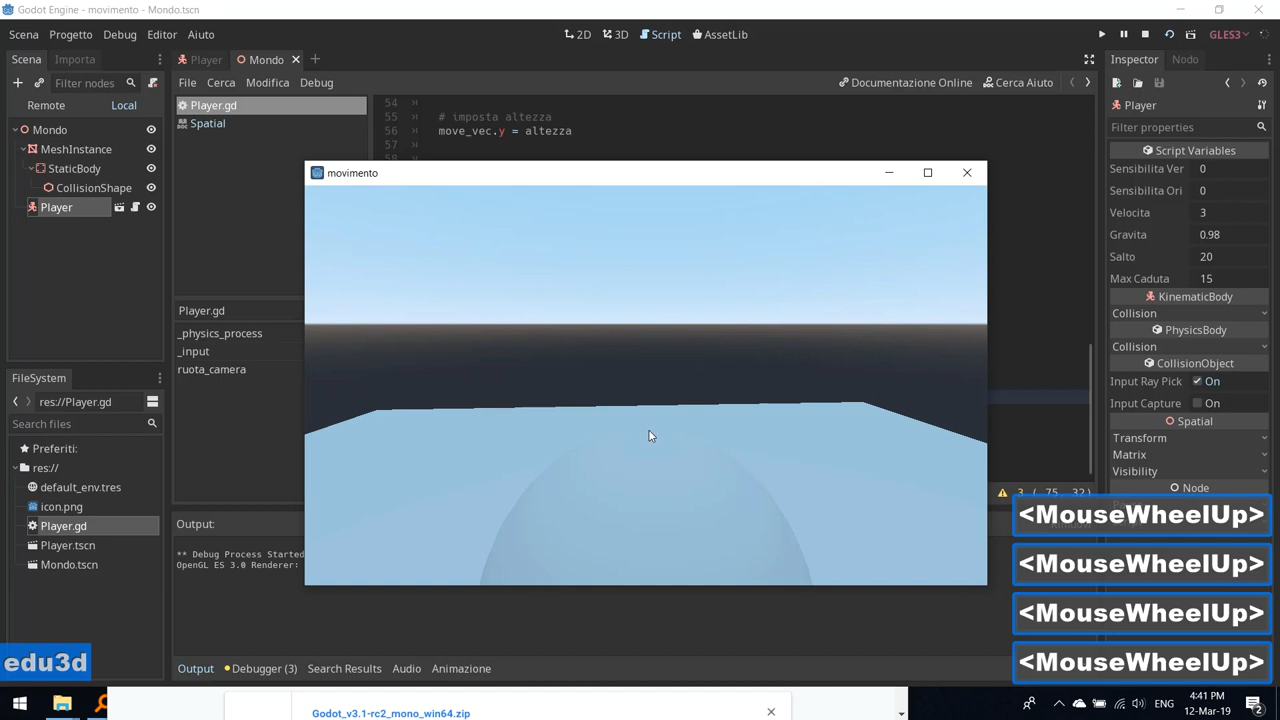 Godot Engine - movimento - Mondo.tscn
Scena Progetto Debug Editor Aiuto
2D 3D Script AssetLib
GLES3
Scena Importa
Player Mondo
Inspector Nodo
Filter nodes
File Cerca Modifica Debug
Documentazione Online Cerca Aiuto
Remote Local
Player.gd
Spatial
54
55 # imposta altezza
56 move_vec.y = altezza
57
58
Player
Filter properties
Mondo
MeshInstance
StaticBody
CollisionShape
Player
movimento
Script Variables
Sensibilita Ver 0
Sensibilita Ori 0
Velocita 3
Gravita 0.98
Salto 20
Max Caduta 15
KinematicBody
Collision
PhysicsBody
Collision
CollisionObject
Input Ray Pick On
Input Capture On
Spatial
Transform
Matrix
Visibility
Node
Player.gd
_physics_process
_input
ruota_camera
FileSystem
res://Player.gd
Search files
Preferiti:
res://
default_env.tres
icon.png
Player.gd
Player.tscn
Mondo.tscn
3 ( 75, 32)
Output:
** Debug Process Started
OpenGL ES 3.0 Renderer:
<MouseWheelUp>
<MouseWheelUp>
<MouseWheelUp>
<MouseWheelUp>
edu3d
Output Debugger (3) Search Results Audio Animazione
Godot_v3.1-rc2_mono_win64.zip
ENG
4:41 PM
12-Mar-19
2